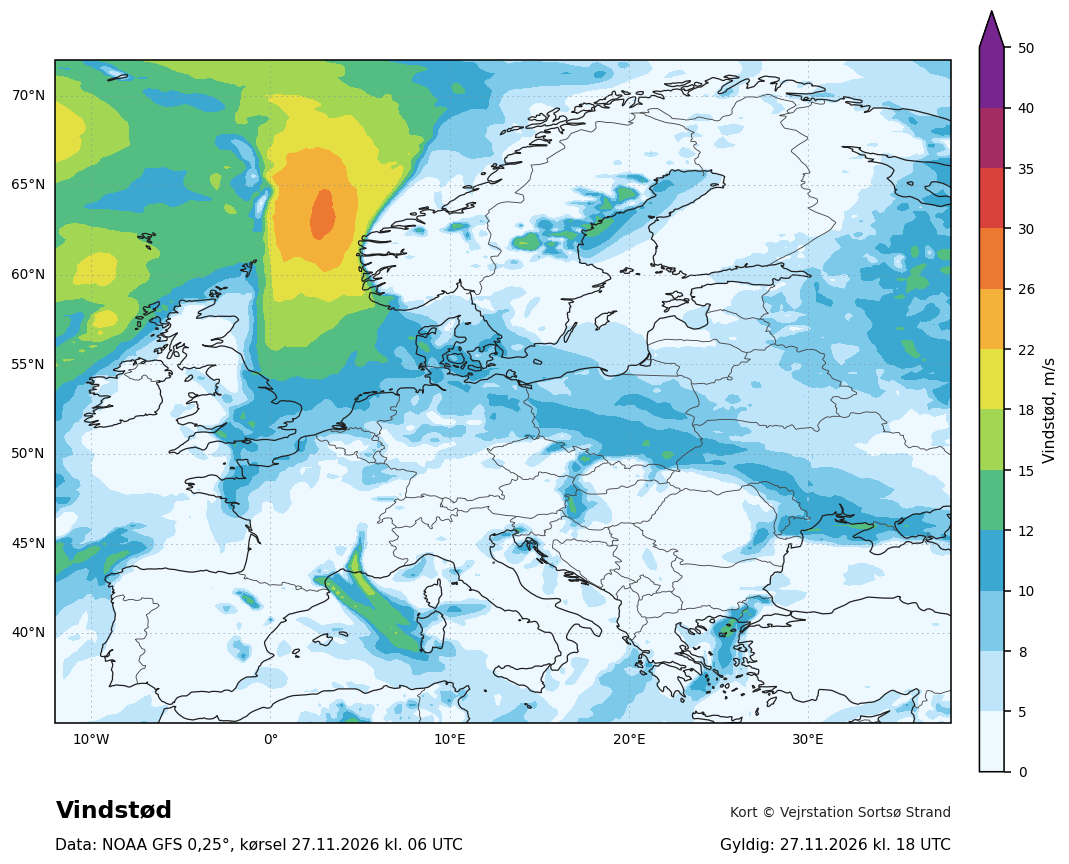 70°N
65°N
60°N
55°N
50°N
45°N
40°N
10°W
0°
10°E
20°E
30°E
50
40
35
30
26
22
18
15
12
10
8
5
0
Vindstød, m/s
Vindstød
Kort © Vejrstation Sortsø Strand
Data: NOAA GFS 0,25°, kørsel 27.11.2026 kl. 06 UTC
Gyldig: 27.11.2026 kl. 18 UTC